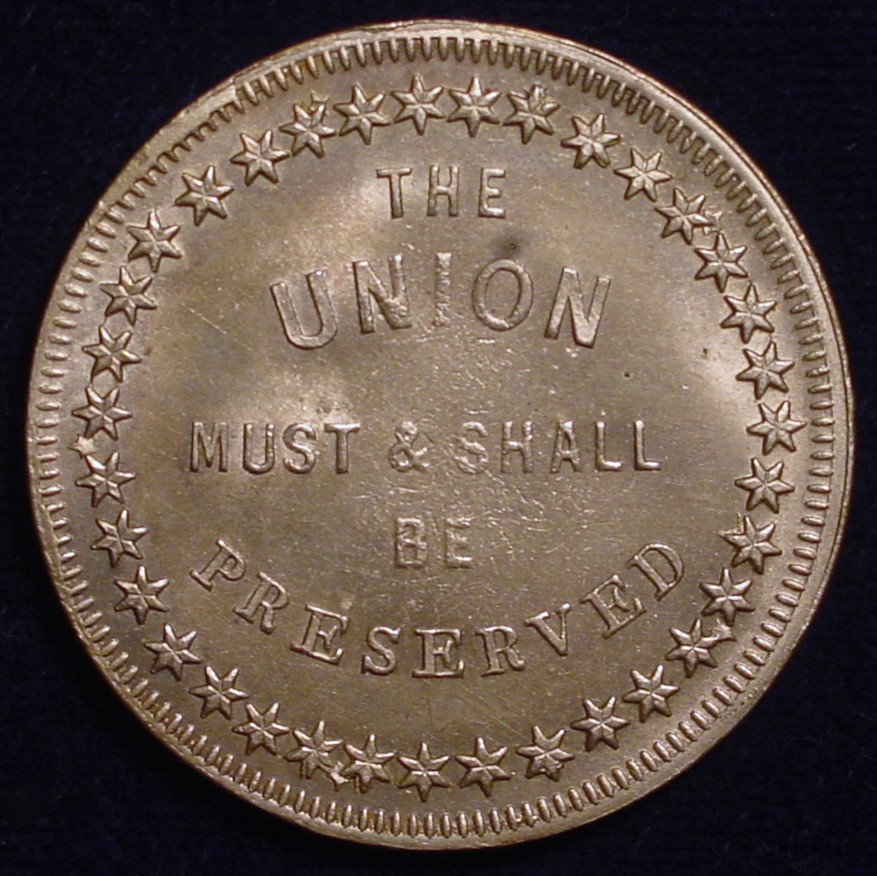 THE
UNION
MUST & SHALL
BE
PRESERVED